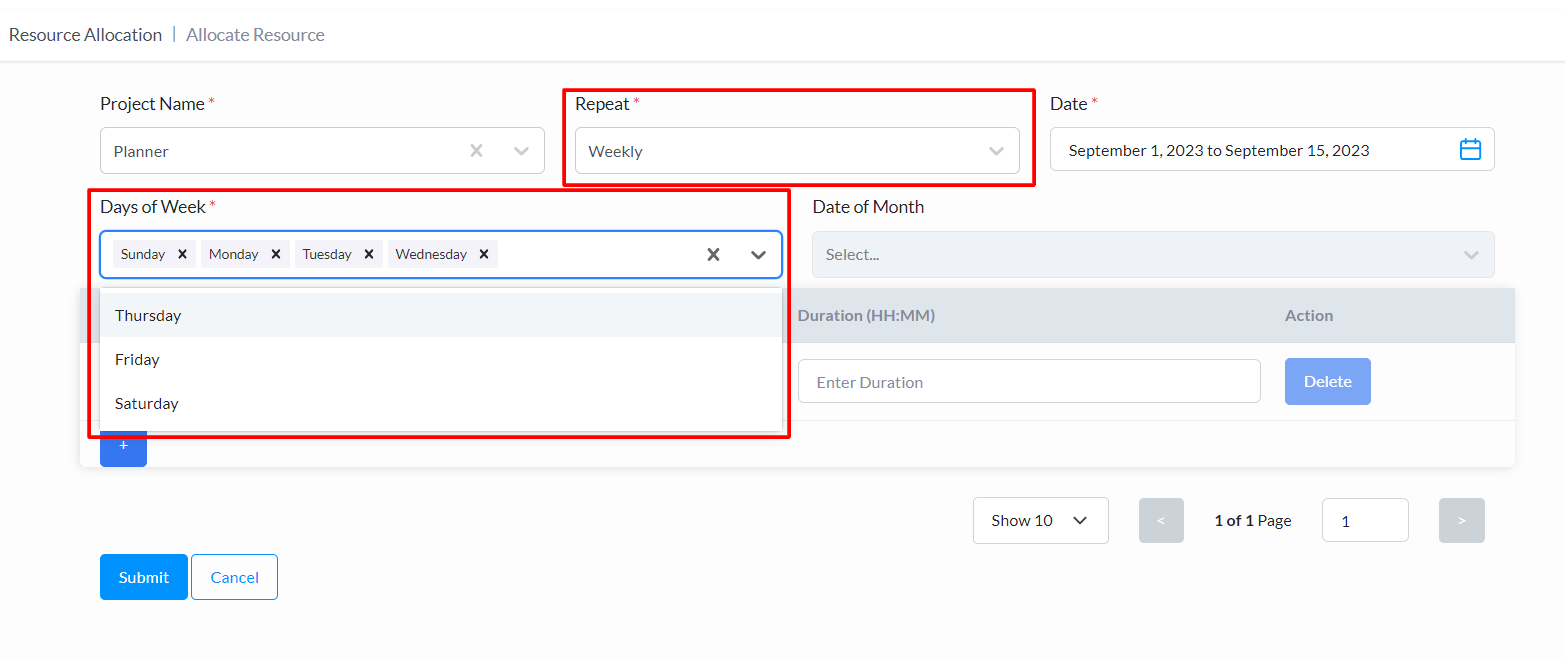 Resource Allocation | Allocate Resource
Project Name * Repeat * Date *
Planner Weekly September 1, 2023 to September 15, 2023
Days of Week * Date of Month
Sunday Monday Tuesday Wednesday Select...
Thursday Duration (HH:MM) Action
Friday
Enter Duration Delete
Saturday
+
Show 10 < 1 of 1 Page 1 >
Submit Cancel